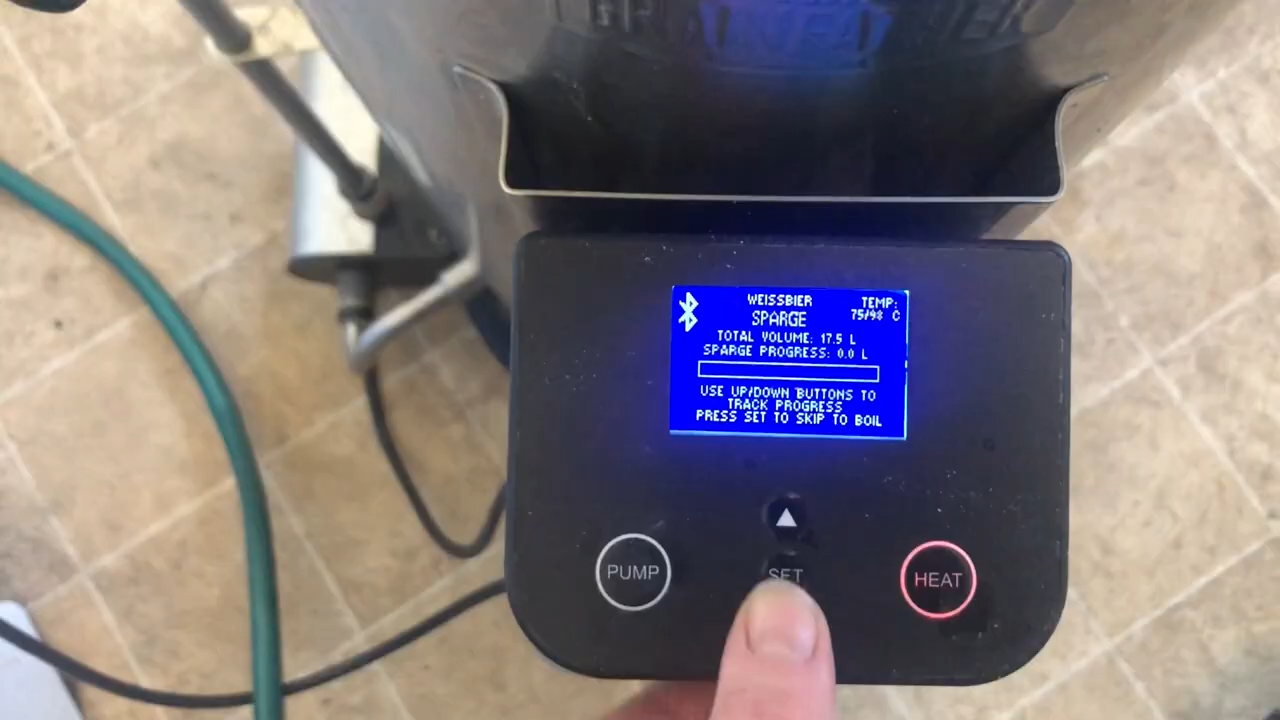 GRAINFATHER
WEISSBIER
TEMP:
SPARGE
75/98 C
TOTAL VOLUME: 17.5 L
SPARGE PROGRESS: 0.0 L
USE UP/DOWN BUTTONS TO
TRACK PROGRESS
PRESS SET TO SKIP TO BOIL
PUMP
SET
HEAT